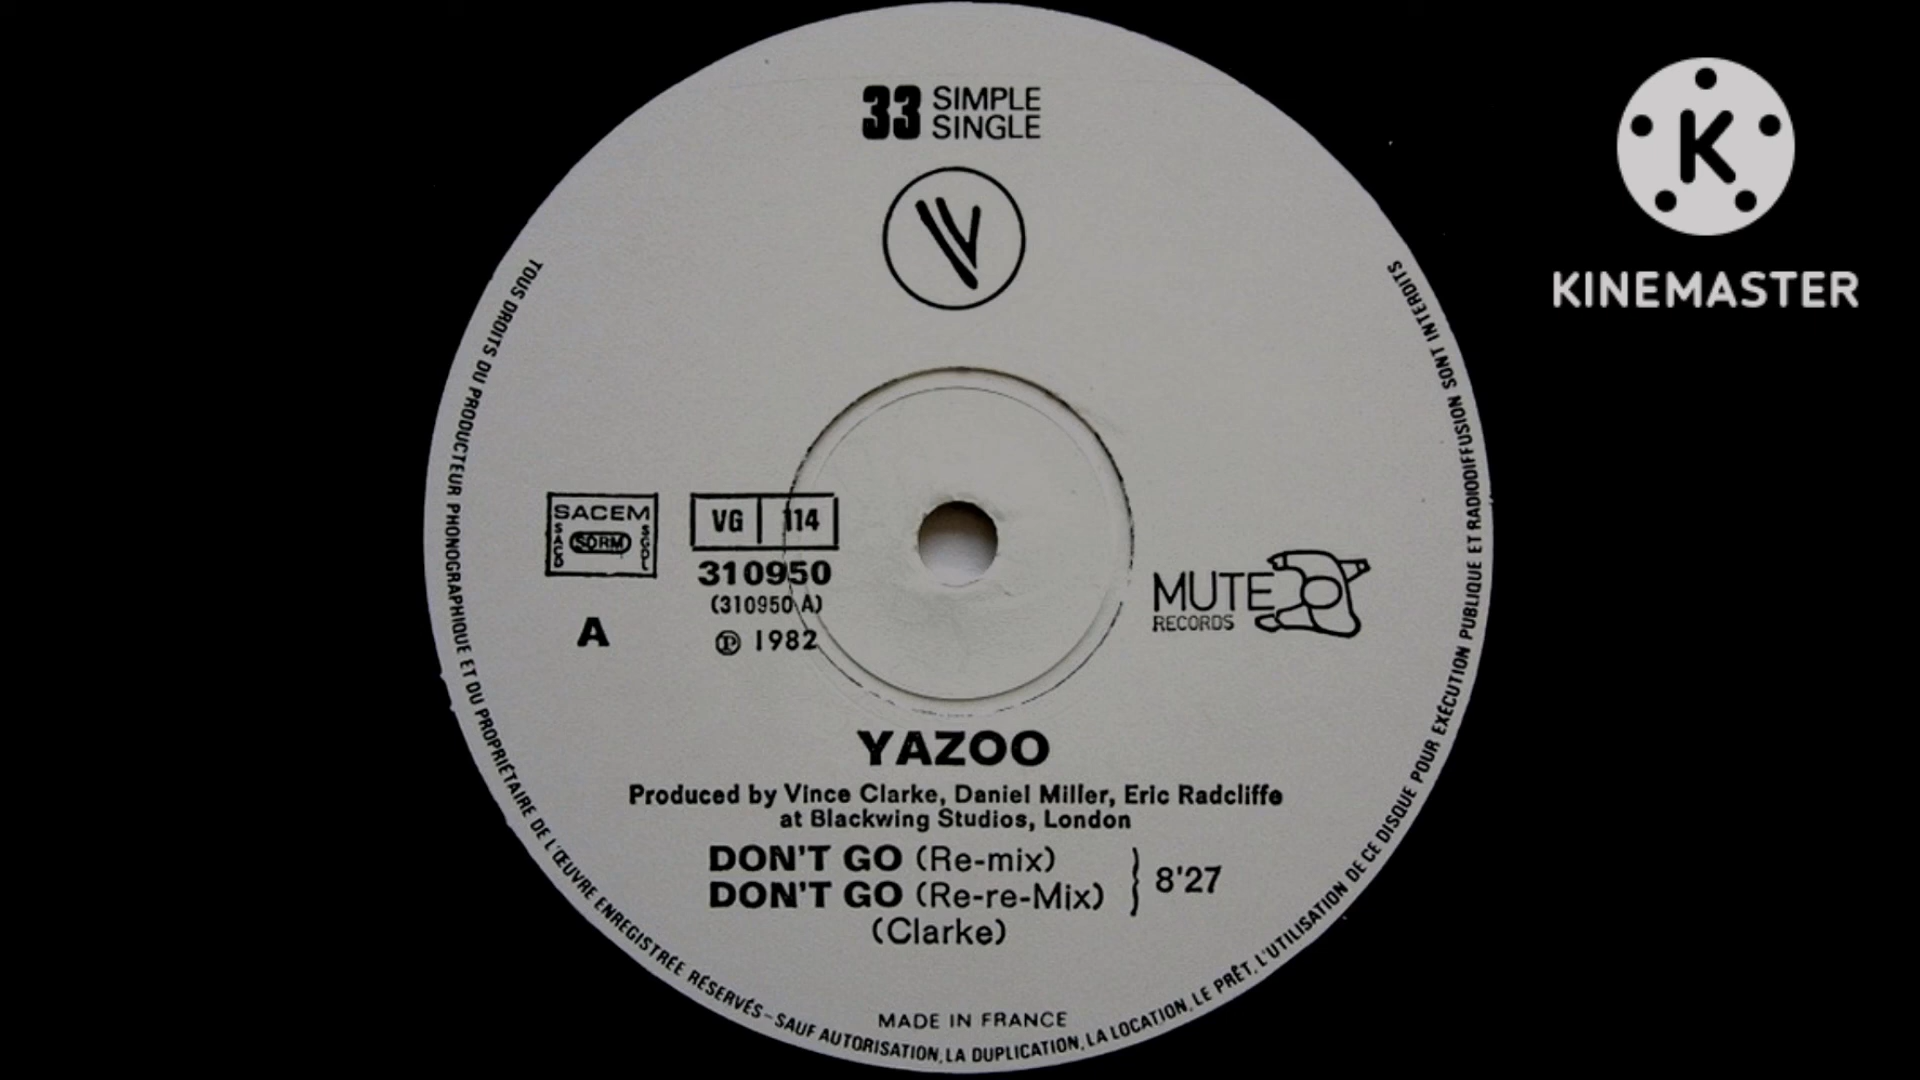 33 SIMPLE
SINGLE
K
KINEMASTER
SACEM
SACD
SDRM
SGDL
VG 114
310950
(310950 A)
Ⓟ 1982
A
MUTE
RECORDS
YAZOO
Produced by Vince Clarke, Daniel Miller, Eric Radcliffe
at Blackwing Studios, London
DON'T GO (Re-mix)
DON'T GO (Re-re-Mix)
8'27
(Clarke)
MADE IN FRANCE
TOUS DROITS DU PRODUCTEUR PHONOGRAPHIQUE ET DU PROPRIÉTAIRE DE L'ŒUVRE ENREGISTRÉE RÉSERVÉS - SAUF AUTORISATION, LA DUPLICATION, LA LOCATION, LE PRÊT, L'UTILISATION DE CE DISQUE POUR EXÉCUTION PUBLIQUE ET RADIODIFFUSION SONT INTERDITS